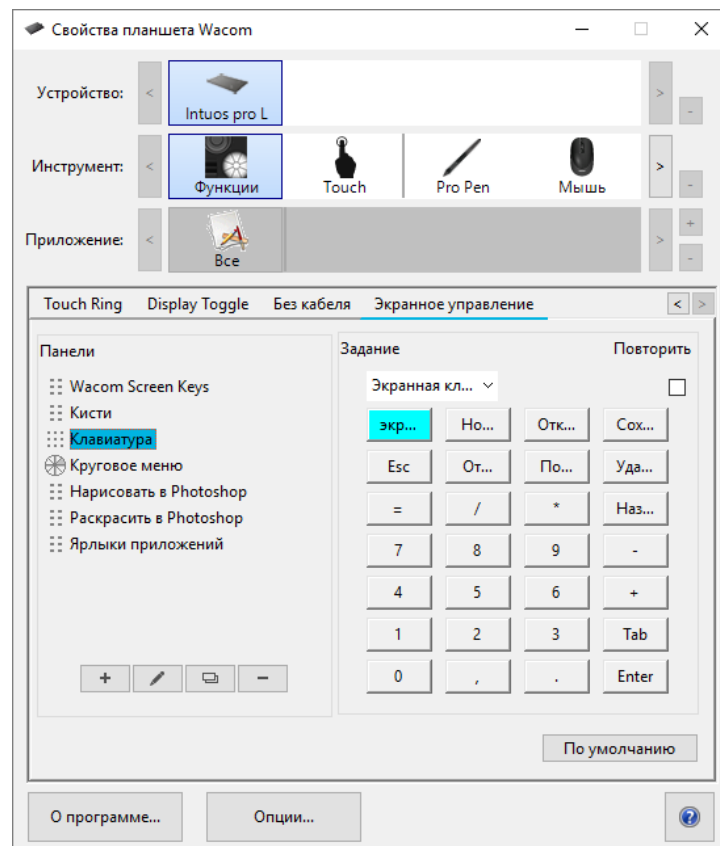 Свойства планшета Wacom
Устройство:
Intuos pro L
Инструмент:
Функции Touch Pro Pen Мышь
Приложение:
Все
Touch Ring Display Toggle Без кабеля Экранное управление
Панели
Wacom Screen Keys
Кисти
Клавиатура
Круговое меню
Нарисовать в Photoshop
Раскрасить в Photoshop
Ярлыки приложений
Задание Повторить
Экранная кл...
экр... Но... Отк... Сох...
Esc От... По... Уда...
= / * Наз...
7 8 9 -
4 5 6 +
1 2 3 Tab
0 , . Enter
По умолчанию
О программе... Опции... ?